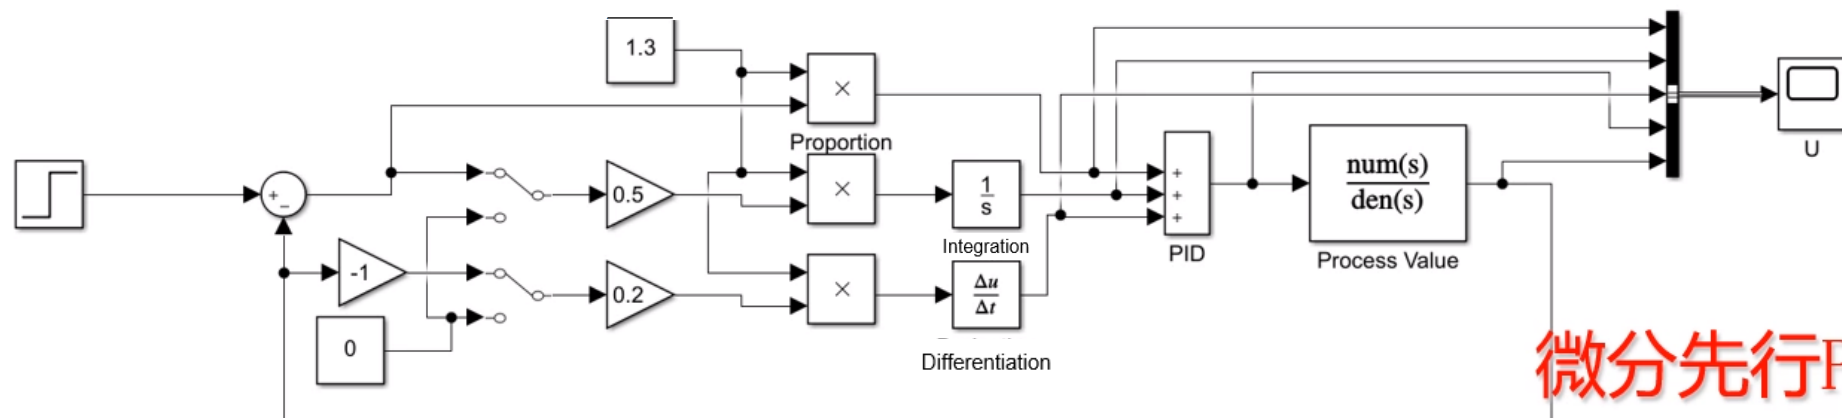 1.3
×
Proportion
+
−
0.5
×
1
s
Integration
+
+
+
PID
num(s)
den(s)
Process Value
U
-1
0.2
×
Δu
Δt
Differentiation
0
微分先行P